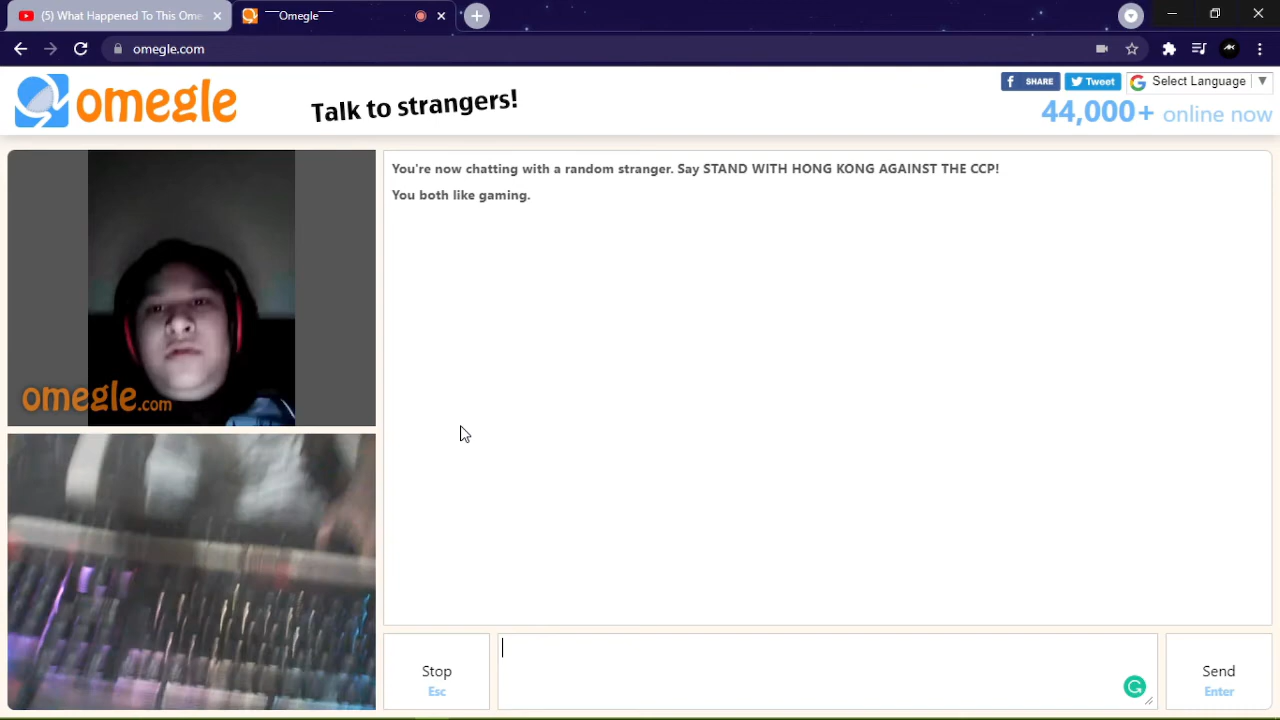 (5) What Happened To This Ome
Omegle
omegle.com
omegle
Talk to strangers!
SHARE
Tweet
Select Language
44,000+ online now
You're now chatting with a random stranger. Say STAND WITH HONG KONG AGAINST THE CCP!
You both like gaming.
omegle.com
Stop
Esc
Send
Enter